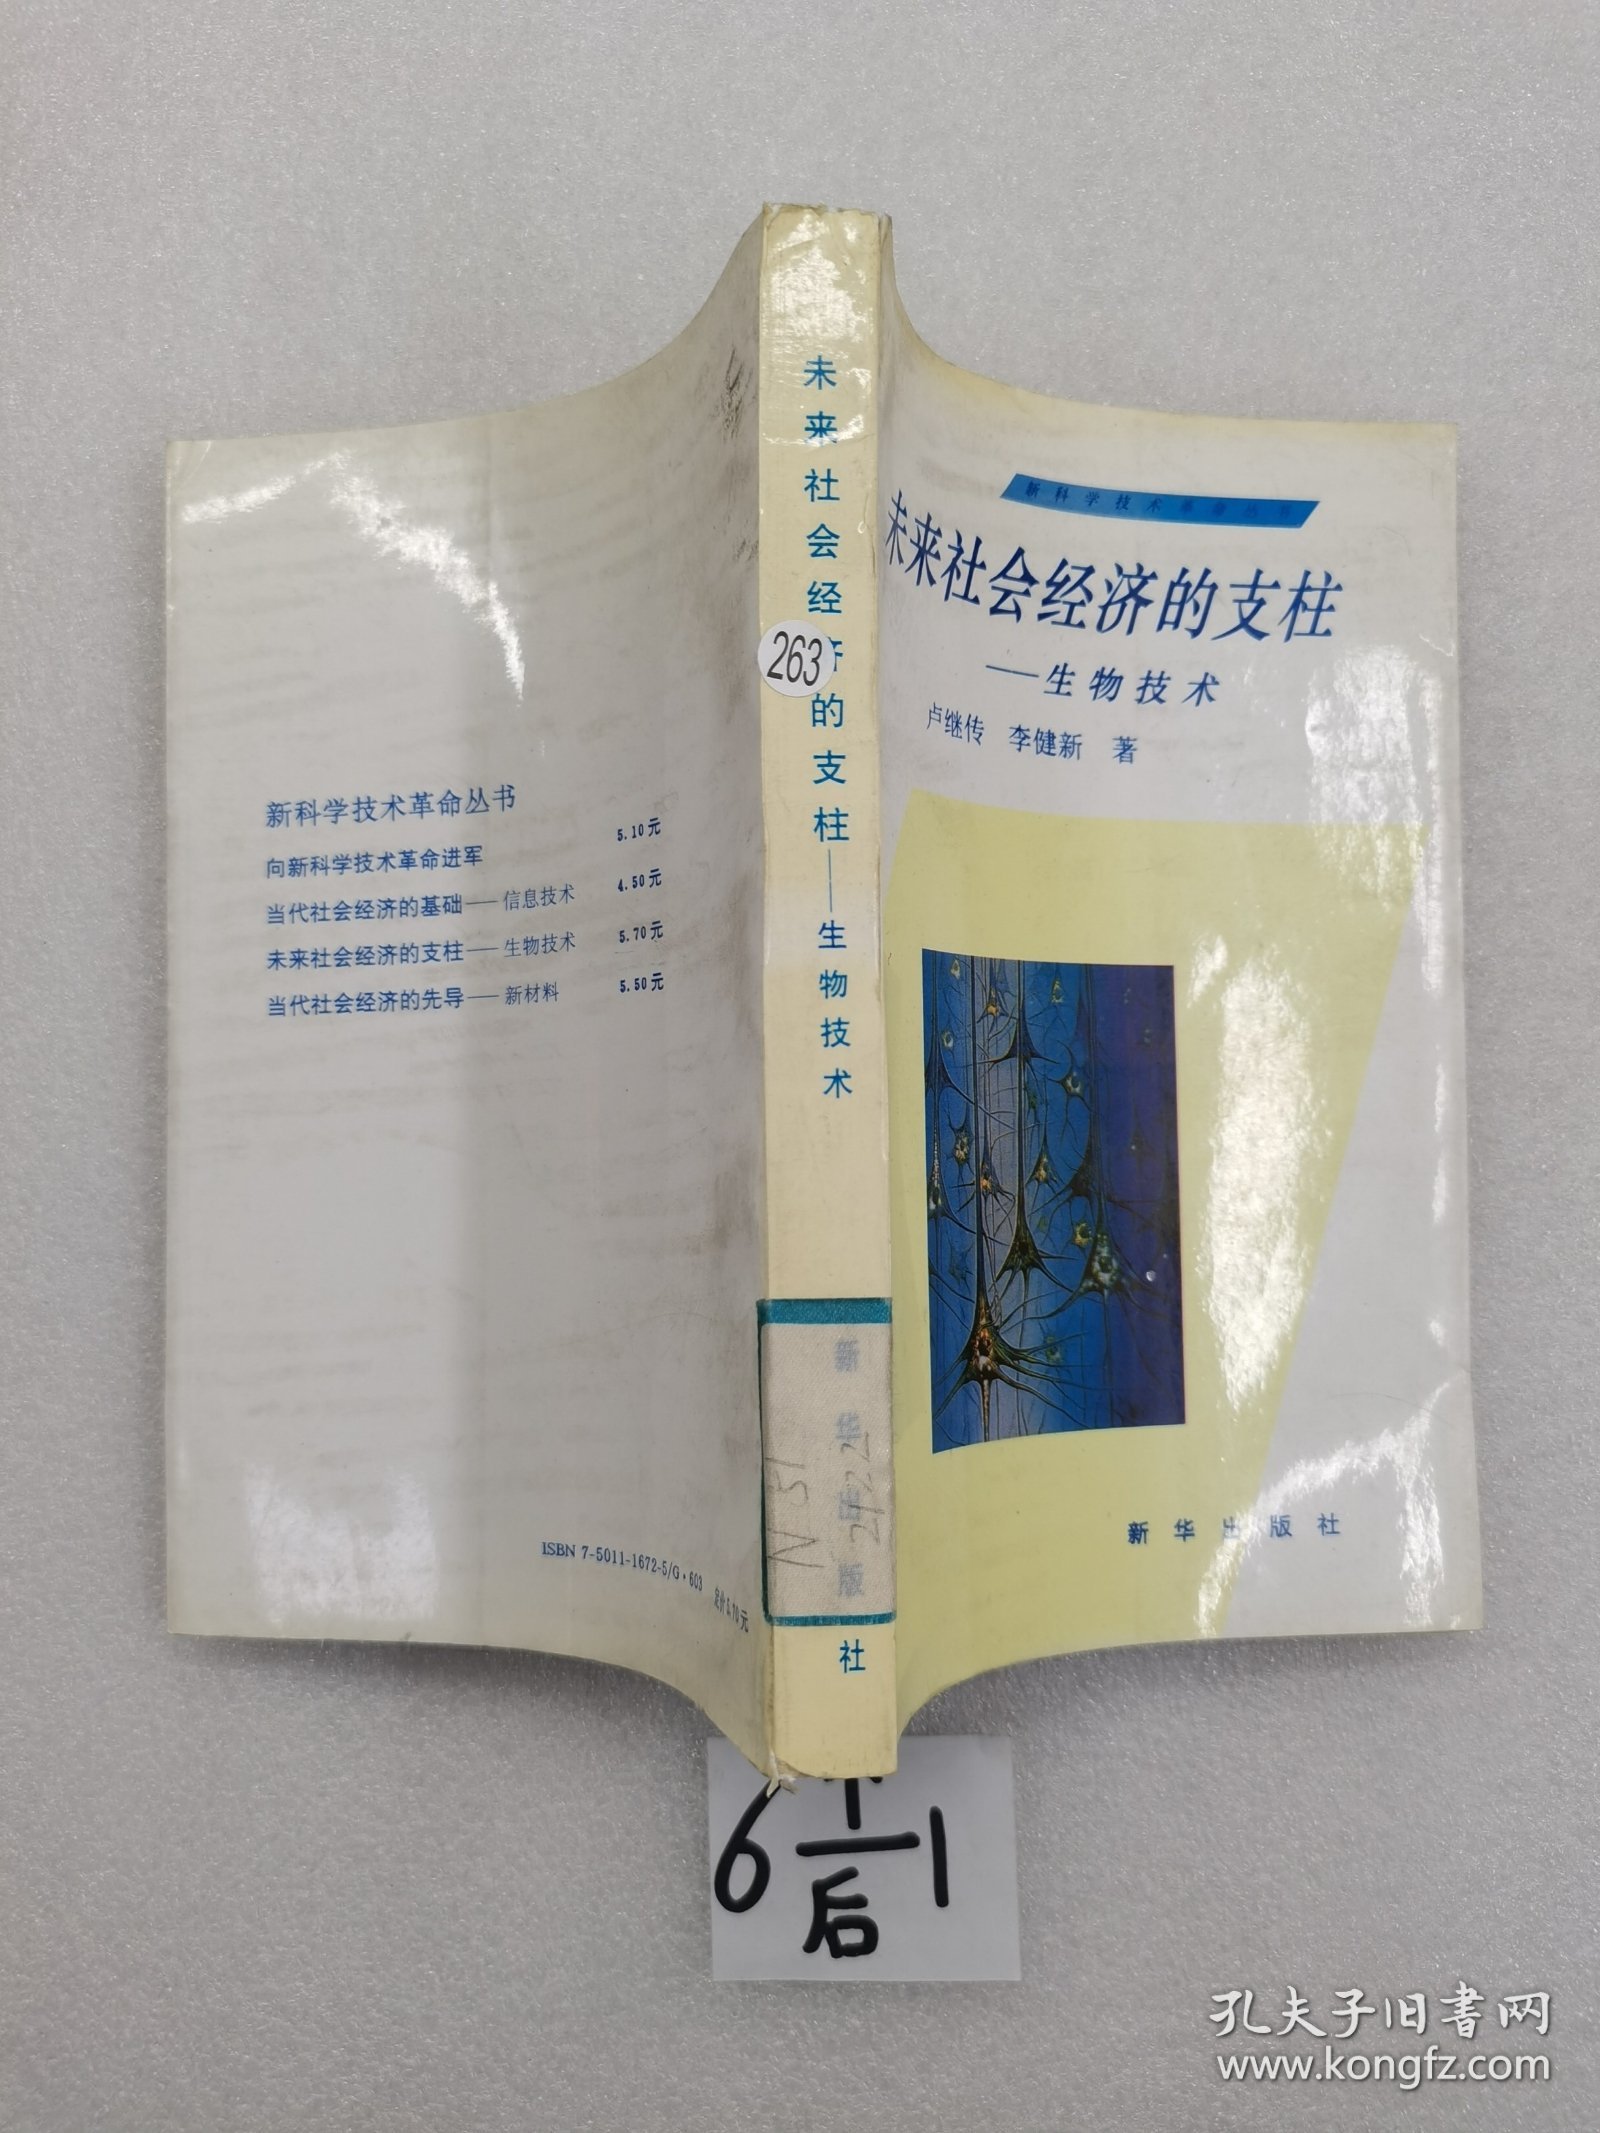 新科学技术革命丛书
向新科学技术革命进军 5.10元
当代社会经济的基础——信息技术 4.50元
未来社会经济的支柱——生物技术 5.70元
当代社会经济的先导——新材料 5.50元
ISBN 7-5011-1672-5/G·603 定价5.70元
未来社会经济的支柱——生物技术
263
新华出版社
N51
新科学技术革命丛书
未来社会经济的支柱
——生物技术
卢继传 李健新 著
新华出版社
6
后
1
孔夫子旧书网
www.kongfz.com